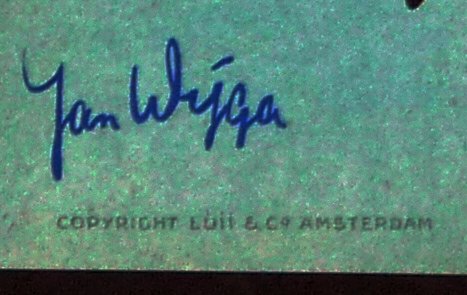 Jan Wijga
COPYRIGHT LÜII & Cº AMSTERDAM